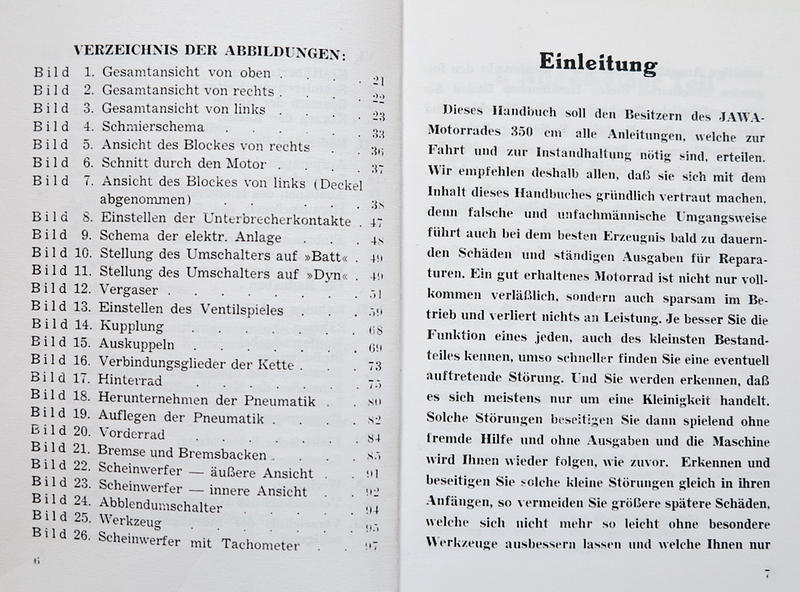 VERZEICHNIS DER ABBILDUNGEN:
Bild 1. Gesamtansicht von oben . . . . 21
Bild 2. Gesamtansicht von rechts . . . . 22
Bild 3. Gesamtansicht von links . . . . 23
Bild 4. Schmierschema . . . . . . 33
Bild 5. Ansicht des Blockes von rechts . . . 36
Bild 6. Schnitt durch den Motor . . . . 37
Bild 7. Ansicht des Blockes von links (Deckel
abgenommen) . . . . . 38
Bild 8. Einstellen der Unterbrecherkontakte . 47
Bild 9. Schema der elektr. Anlage . . . 48
Bild 10. Stellung des Umschalters auf »Batt« . 49
Bild 11. Stellung des Umschalters auf »Dyn« . 49
Bild 12. Vergaser . . . . . . . 51
Bild 13. Einstellen des Ventilspieles . . . 59
Bild 14. Kupplung . . . . . . 68
Bild 15. Auskuppeln . . . . . . 69
Bild 16. Verbindungsglieder der Kette . . . 73
Bild 17. Hinterrad . . . . . . 75
Bild 18. Herunternehmen der Pneumatik . . 80
Bild 19. Auflegen der Pneumatik . . . . 82
Bild 20. Vorderrad . . . . . . 84
Bild 21. Bremse und Bremsbacken . . . . 85
Bild 22. Scheinwerfer — äußere Ansicht . . 91
Bild 23. Scheinwerfer — innere Ansicht . . 92
Bild 24. Abblendumschalter . . . . . 94
Bild 25. Werkzeug . . . . . . 95
Bild 26. Scheinwerfer mit Tachometer . . 97
6
Einleitung
Dieses Handbuch soll den Besitzern des JAWA-
Motorrades 350 cm alle Anleitungen, welche zur
Fahrt und zur Instandhaltung nötig sind, erteilen.
Wir empfehlen deshalb allen, daß sie sich mit dem
Inhalt dieses Handbuches gründlich vertraut machen,
denn falsche und unfachmännische Umgangsweise
führt auch bei dem besten Erzeugnis bald zu dauern-
den Schäden und ständigen Ausgaben für Repara-
turen. Ein gut erhaltenes Motorrad ist nicht nur voll-
kommen verläßlich, sondern auch sparsam im Be-
trieb und verliert nichts an Leistung. Je besser Sie die
Funktion eines jeden, auch des kleinsten Bestand-
teiles kennen, umso schneller finden Sie eine eventuell
auftretende Störung. Und Sie werden erkennen, daß
es sich meistens nur um eine Kleinigkeit handelt.
Solche Störungen beseitigen Sie dann spielend ohne
fremde Hilfe und ohne Ausgaben und die Maschine
wird Ihnen wieder folgen, wie zuvor. Erkennen und
beseitigen Sie solche kleine Störungen gleich in ihren
Anfängen, so vermeiden Sie größere spätere Schäden,
welche sich nicht mehr so leicht ohne besondere
Werkzeuge ausbessern lassen und welche Ihnen nur
7